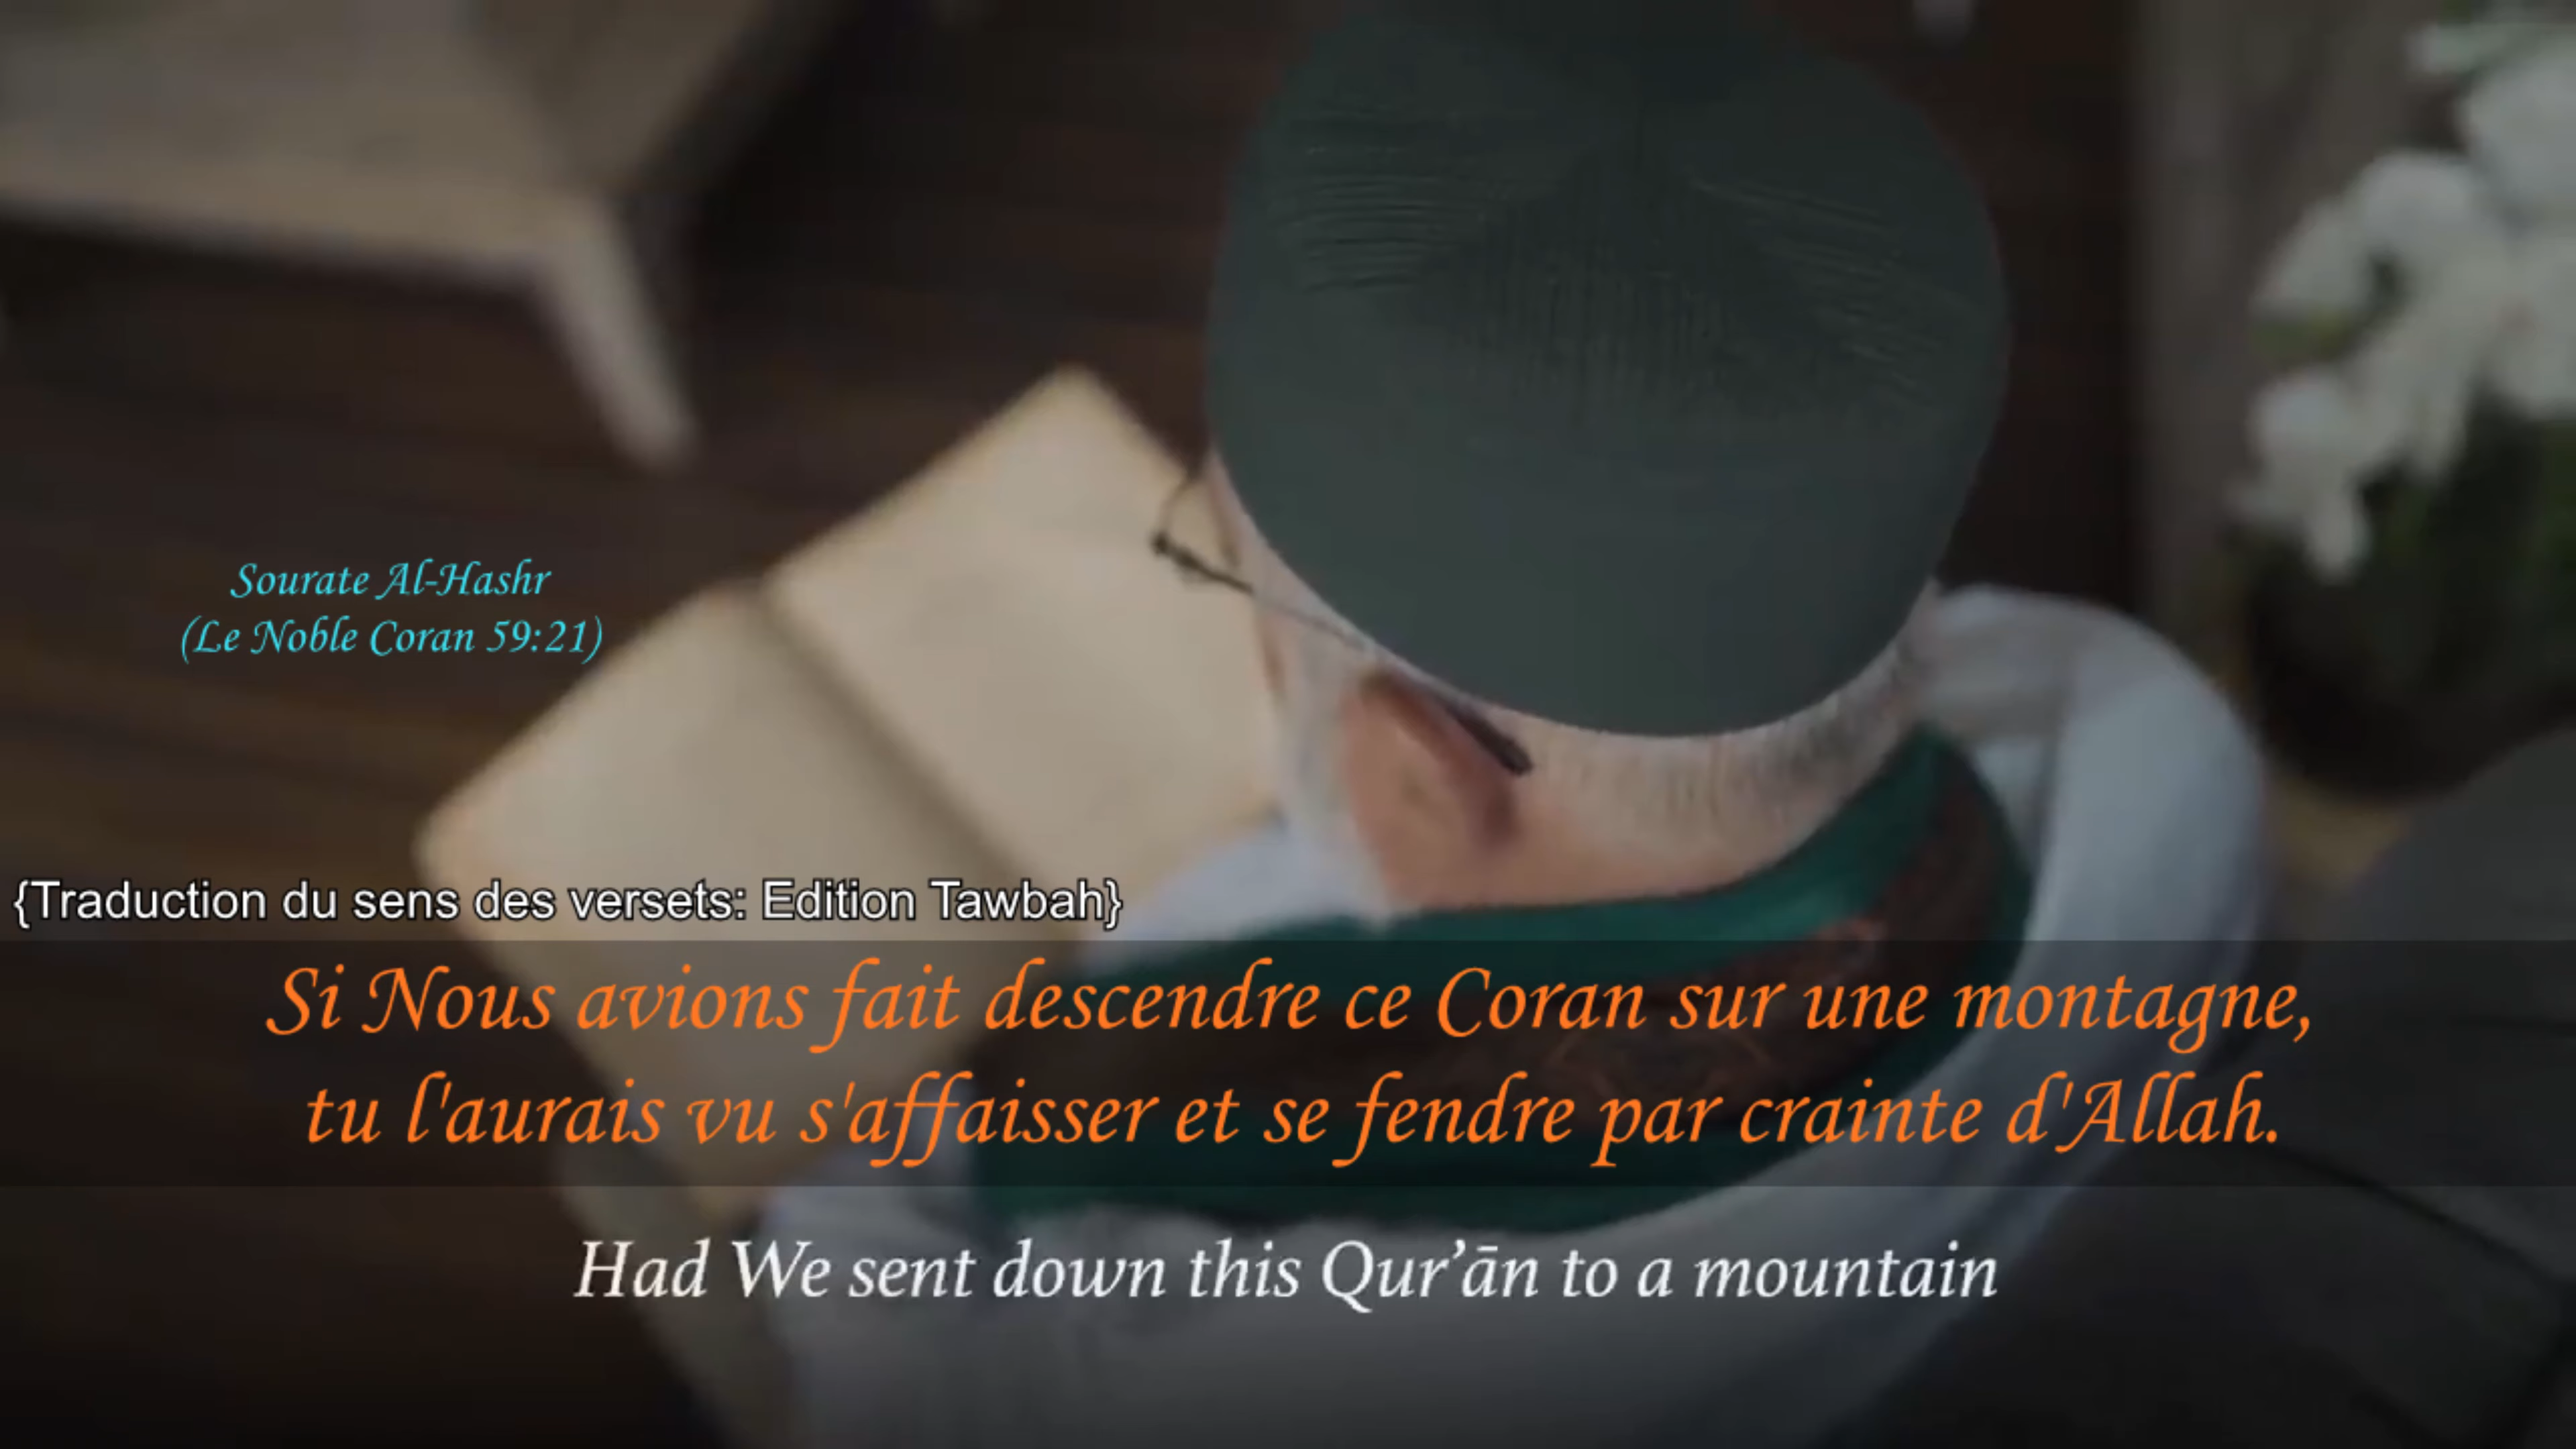 Sourate Al-Hashr
(Le Noble Coran 59:21)
{Traduction du sens des versets: Edition Tawbah}
Si Nous avions fait descendre ce Coran sur une montagne,
tu l'aurais vu s'affaisser et se fendre par crainte d'Allah.
Had We sent down this Qur’ān to a mountain